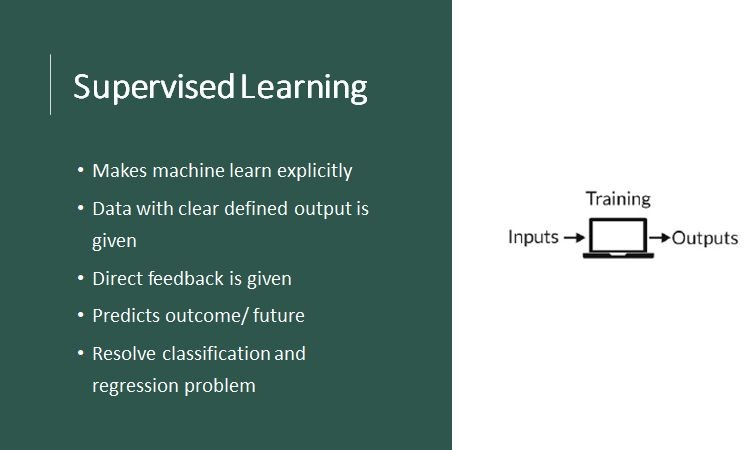 Supervised Learning
• Makes machine learn explicitly
• Data with clear defined output is
given
• Direct feedback is given
• Predicts outcome/ future
• Resolve classification and
regression problem
Training
Inputs → → Outputs